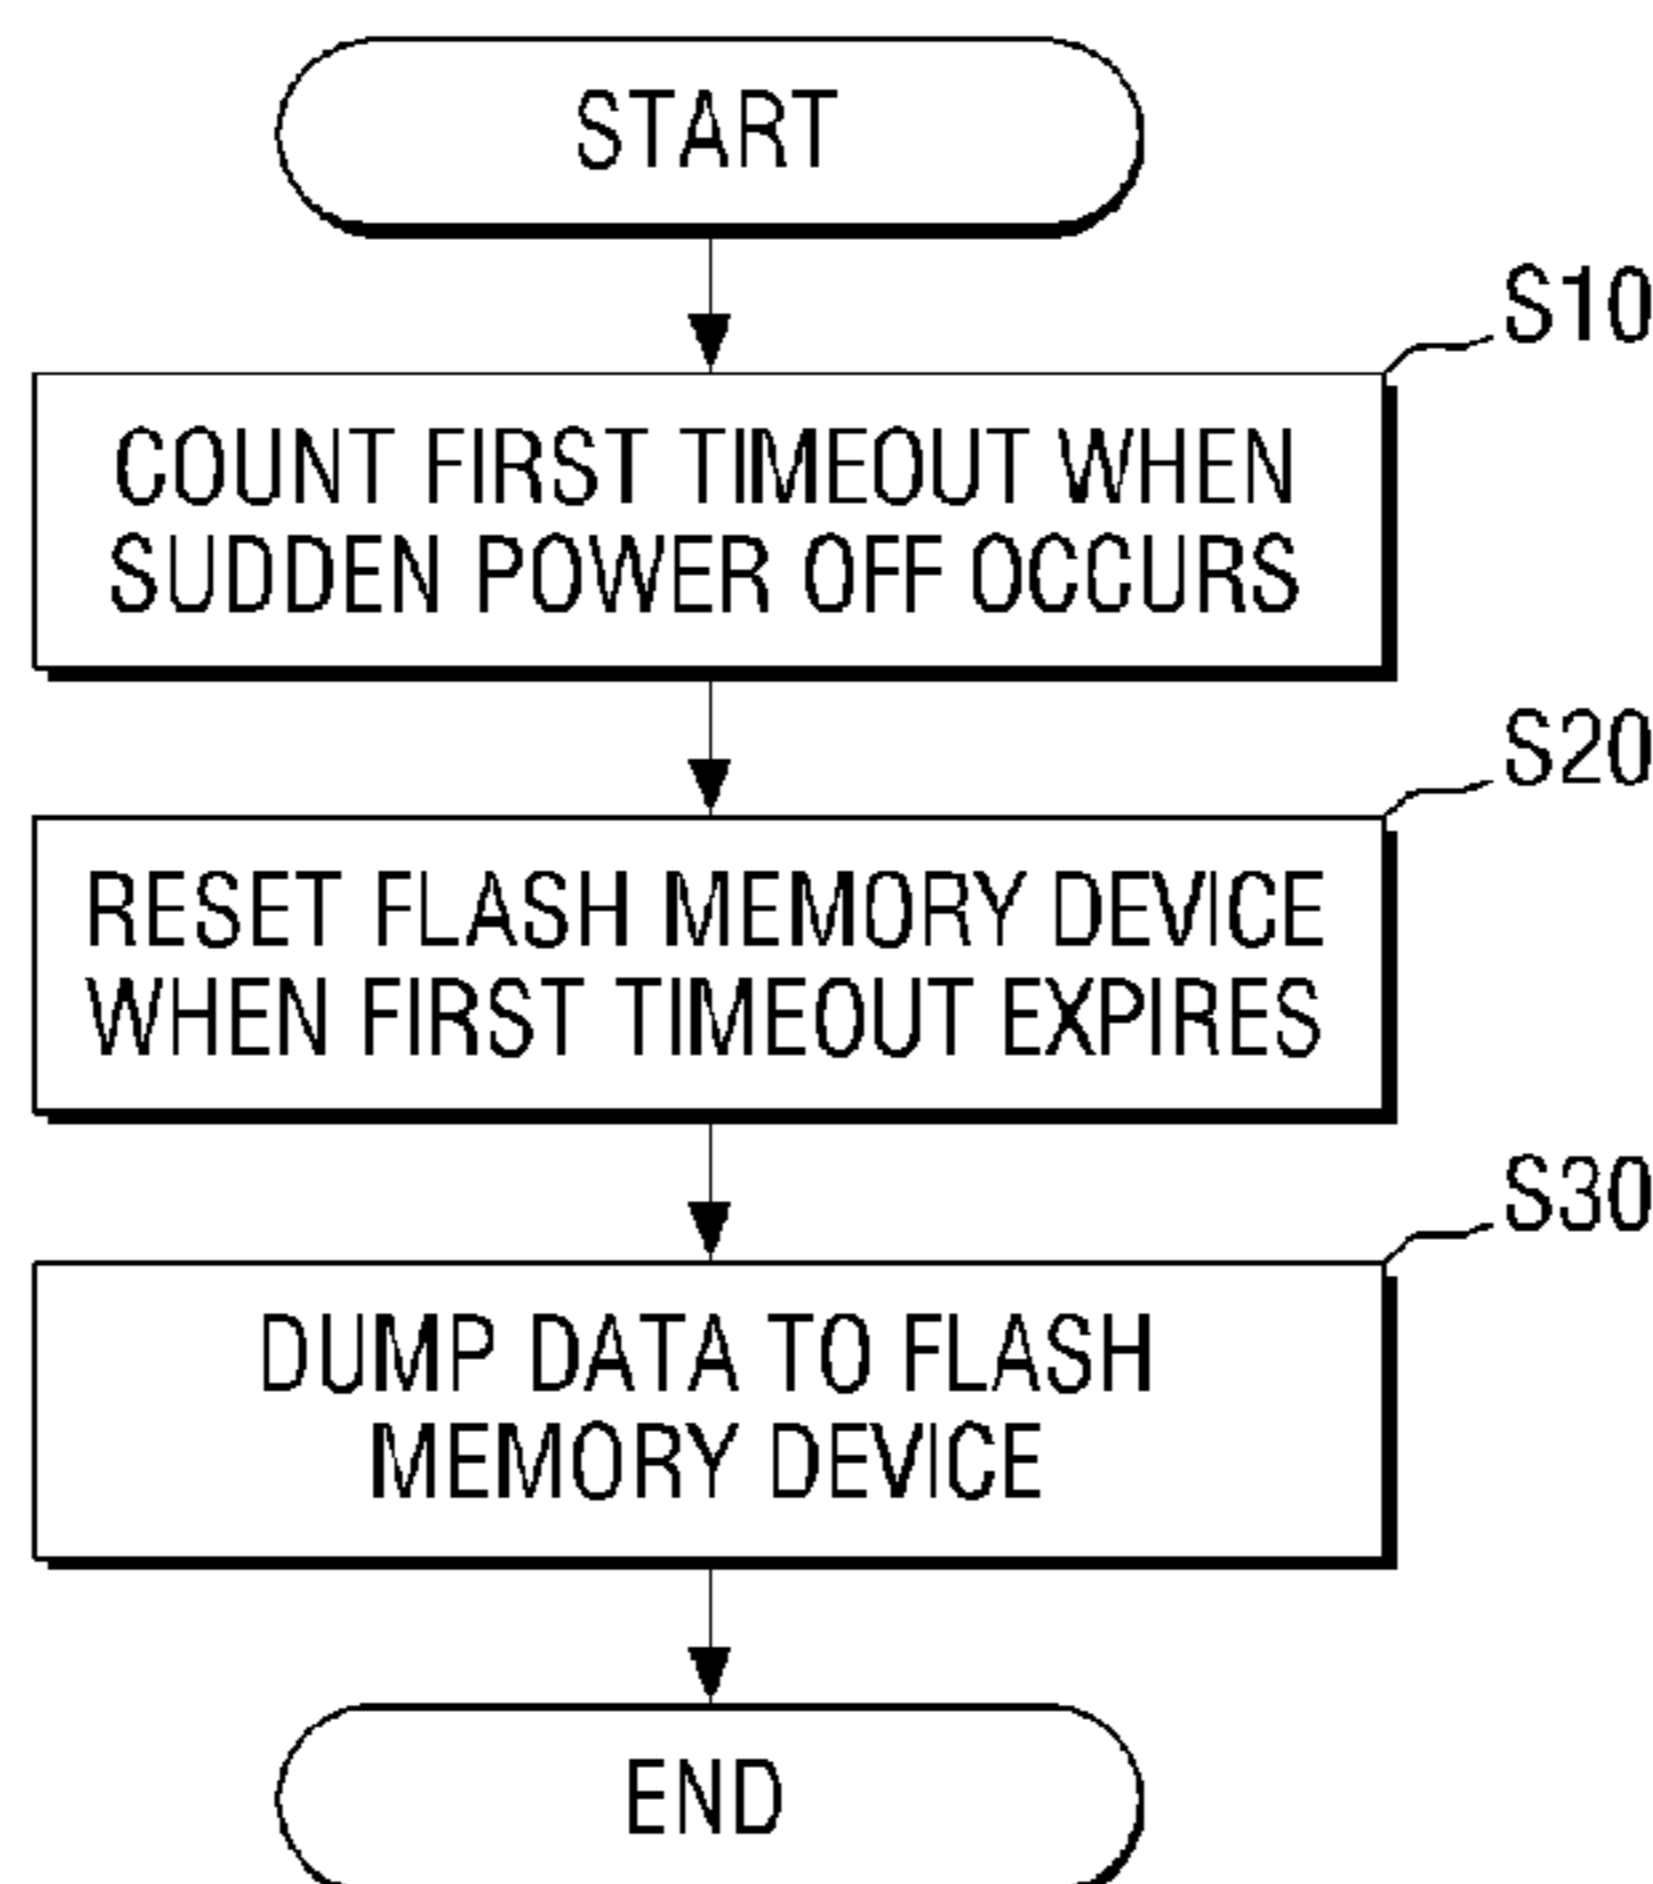 START
S10
COUNT FIRST TIMEOUT WHEN
SUDDEN POWER OFF OCCURS
S20
RESET FLASH MEMORY DEVICE
WHEN FIRST TIMEOUT EXPIRES
S30
DUMP DATA TO FLASH
MEMORY DEVICE
END